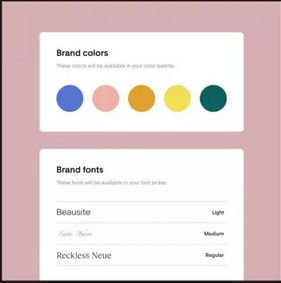 Brand colors
These colors will be available in your color palette.
Brand fonts
These fonts will be available in your font picker.
Beausite
Light
Medium
Reckless Neue
Regular